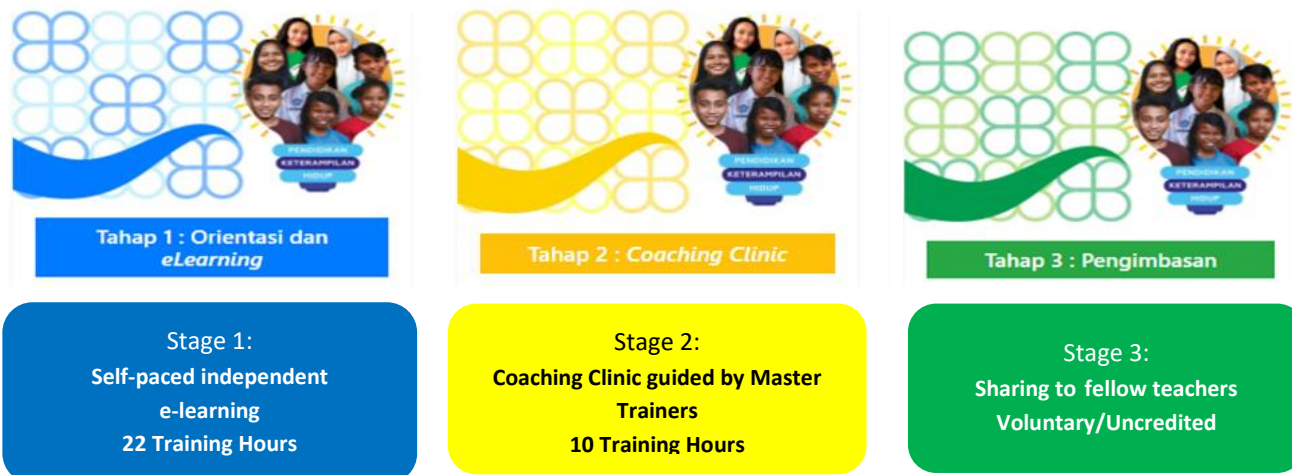 PENDIDIKAN
KETERAMPILAN
HIDUP
Tahap 1 : Orientasi dan
eLearning
PENDIDIKAN
KETERAMPILAN
HIDUP
Tahap 2 : Coaching Clinic
PENDIDIKAN
KETERAMPILAN
HIDUP
Tahap 3 : Pengimbasan
Stage 1:
Self-paced independent
e-learning
22 Training Hours
Stage 2:
Coaching Clinic guided by Master
Trainers
10 Training Hours
Stage 3:
Sharing to fellow teachers
Voluntary/Uncredited